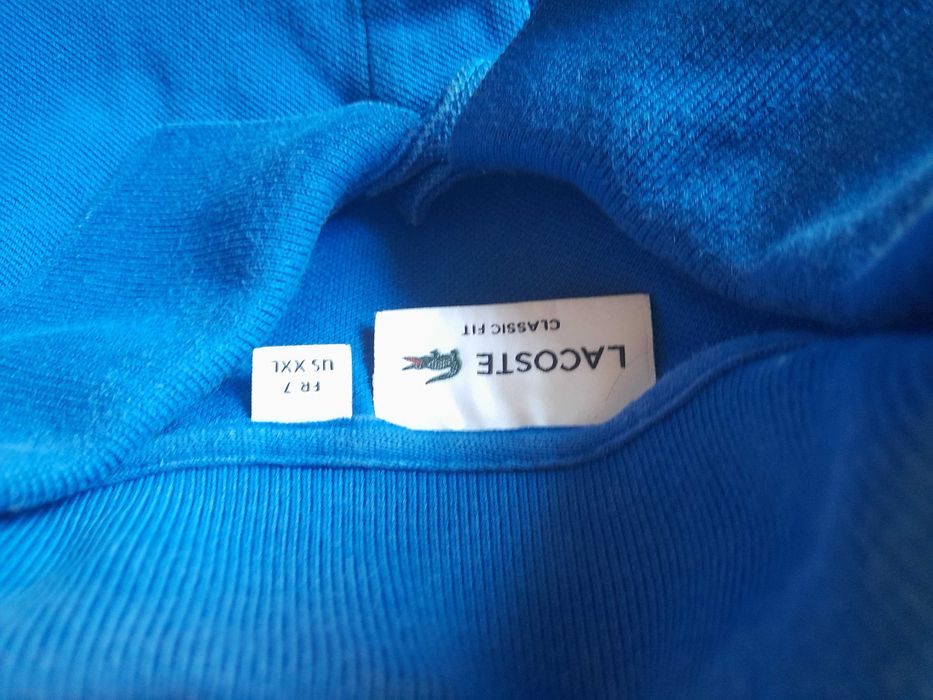 LACOSTE
CLASSIC FIT
FR 7
US XXL